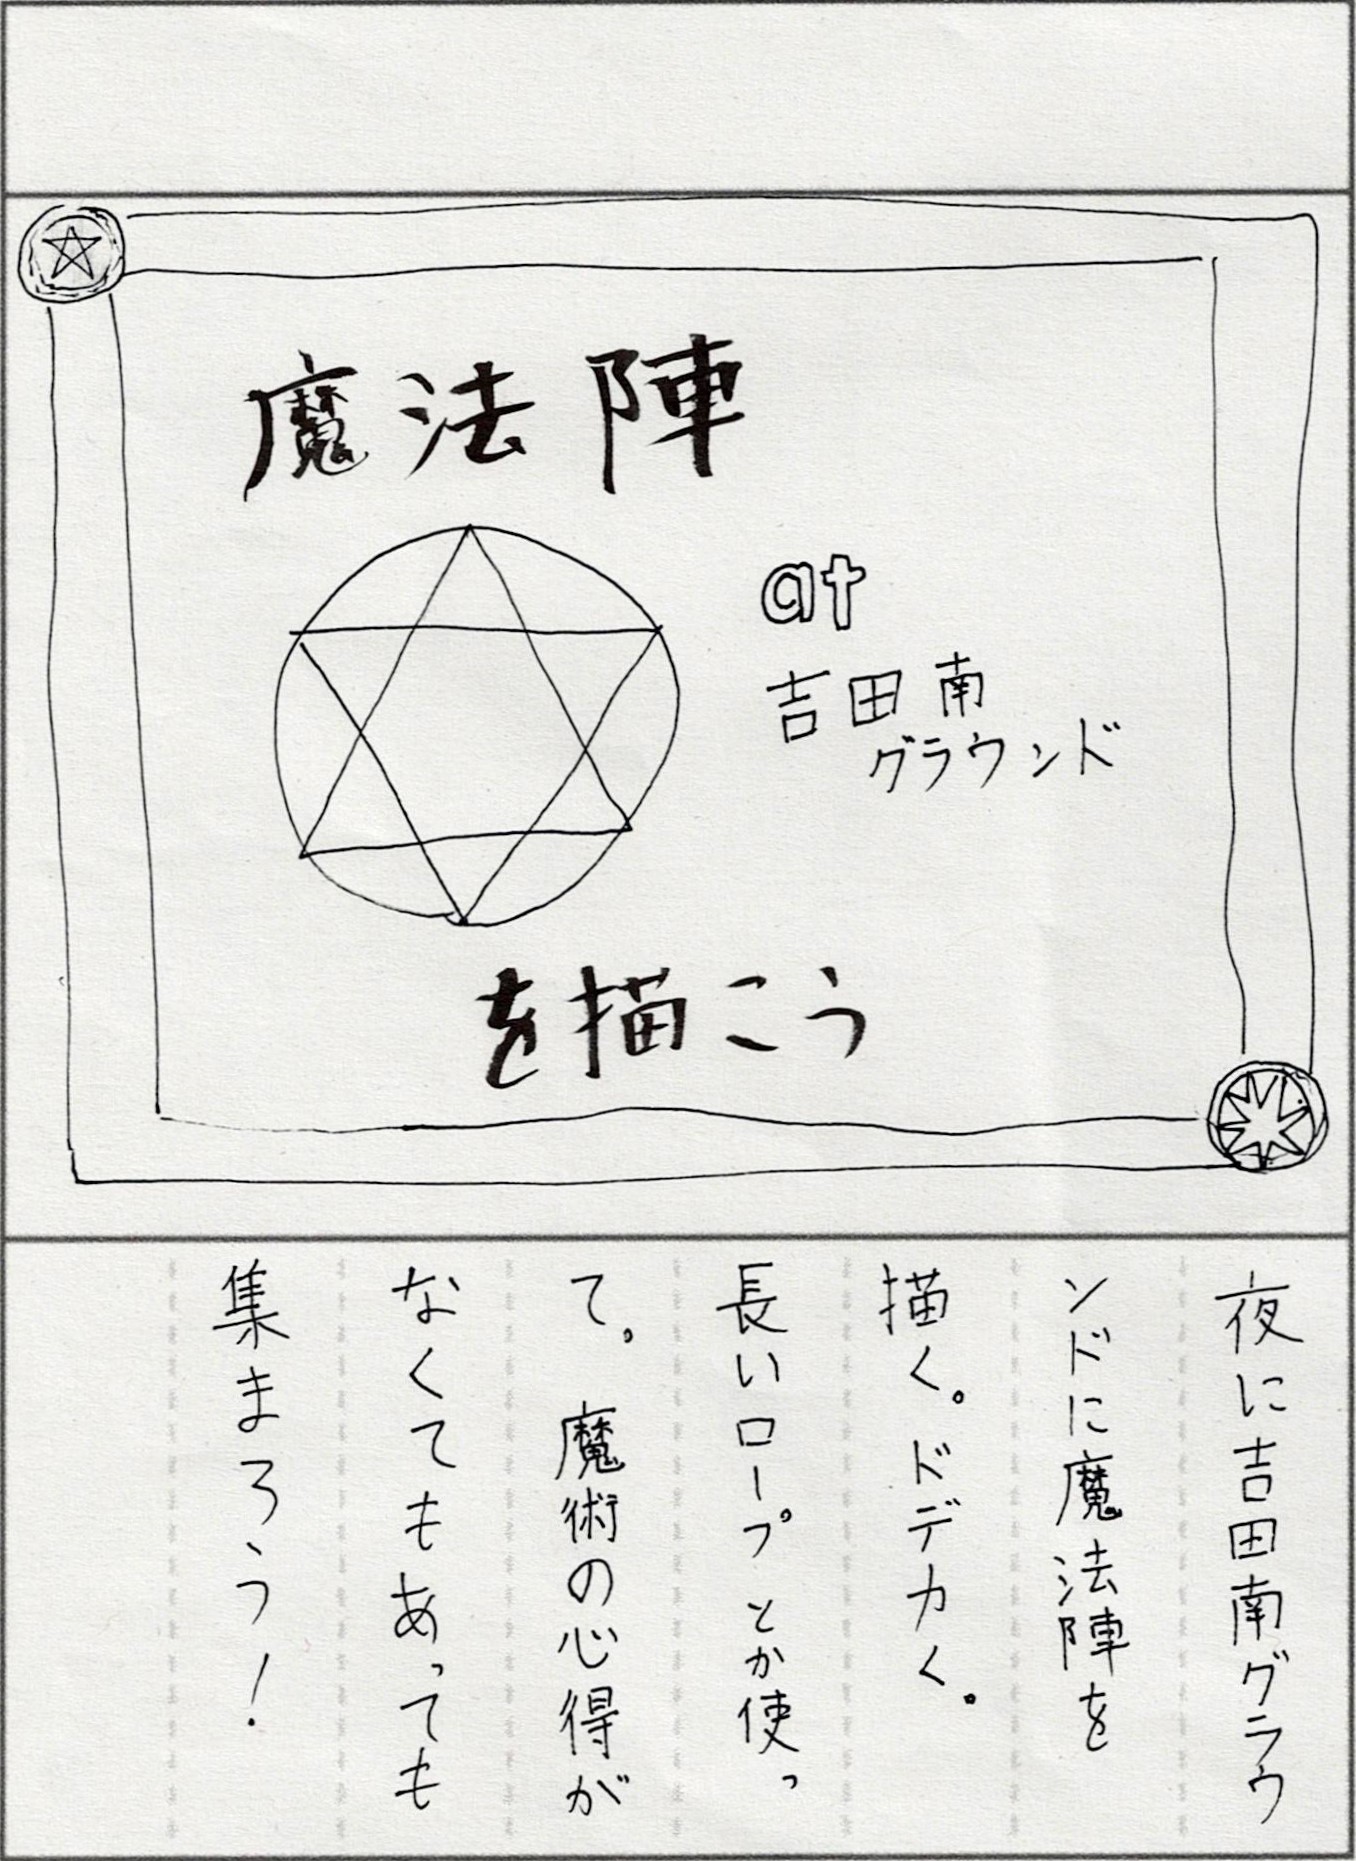 魔法陣
at
吉田南
グラウンド
を描こう
夜に吉田南グラウ
ンドに魔法陣を
描く。ドデカく。
長いロープとか使っ
て。魔術の心得が
なくてもあっても
集まろう!